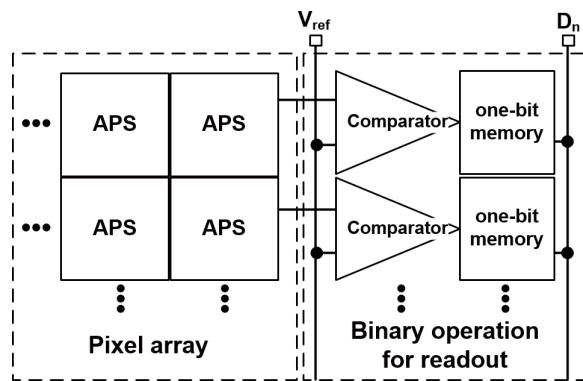 V_ref
D_n
APS APS
Comparator
one-bit
memory
APS APS
Comparator
one-bit
memory
Pixel array
Binary operation
for readout